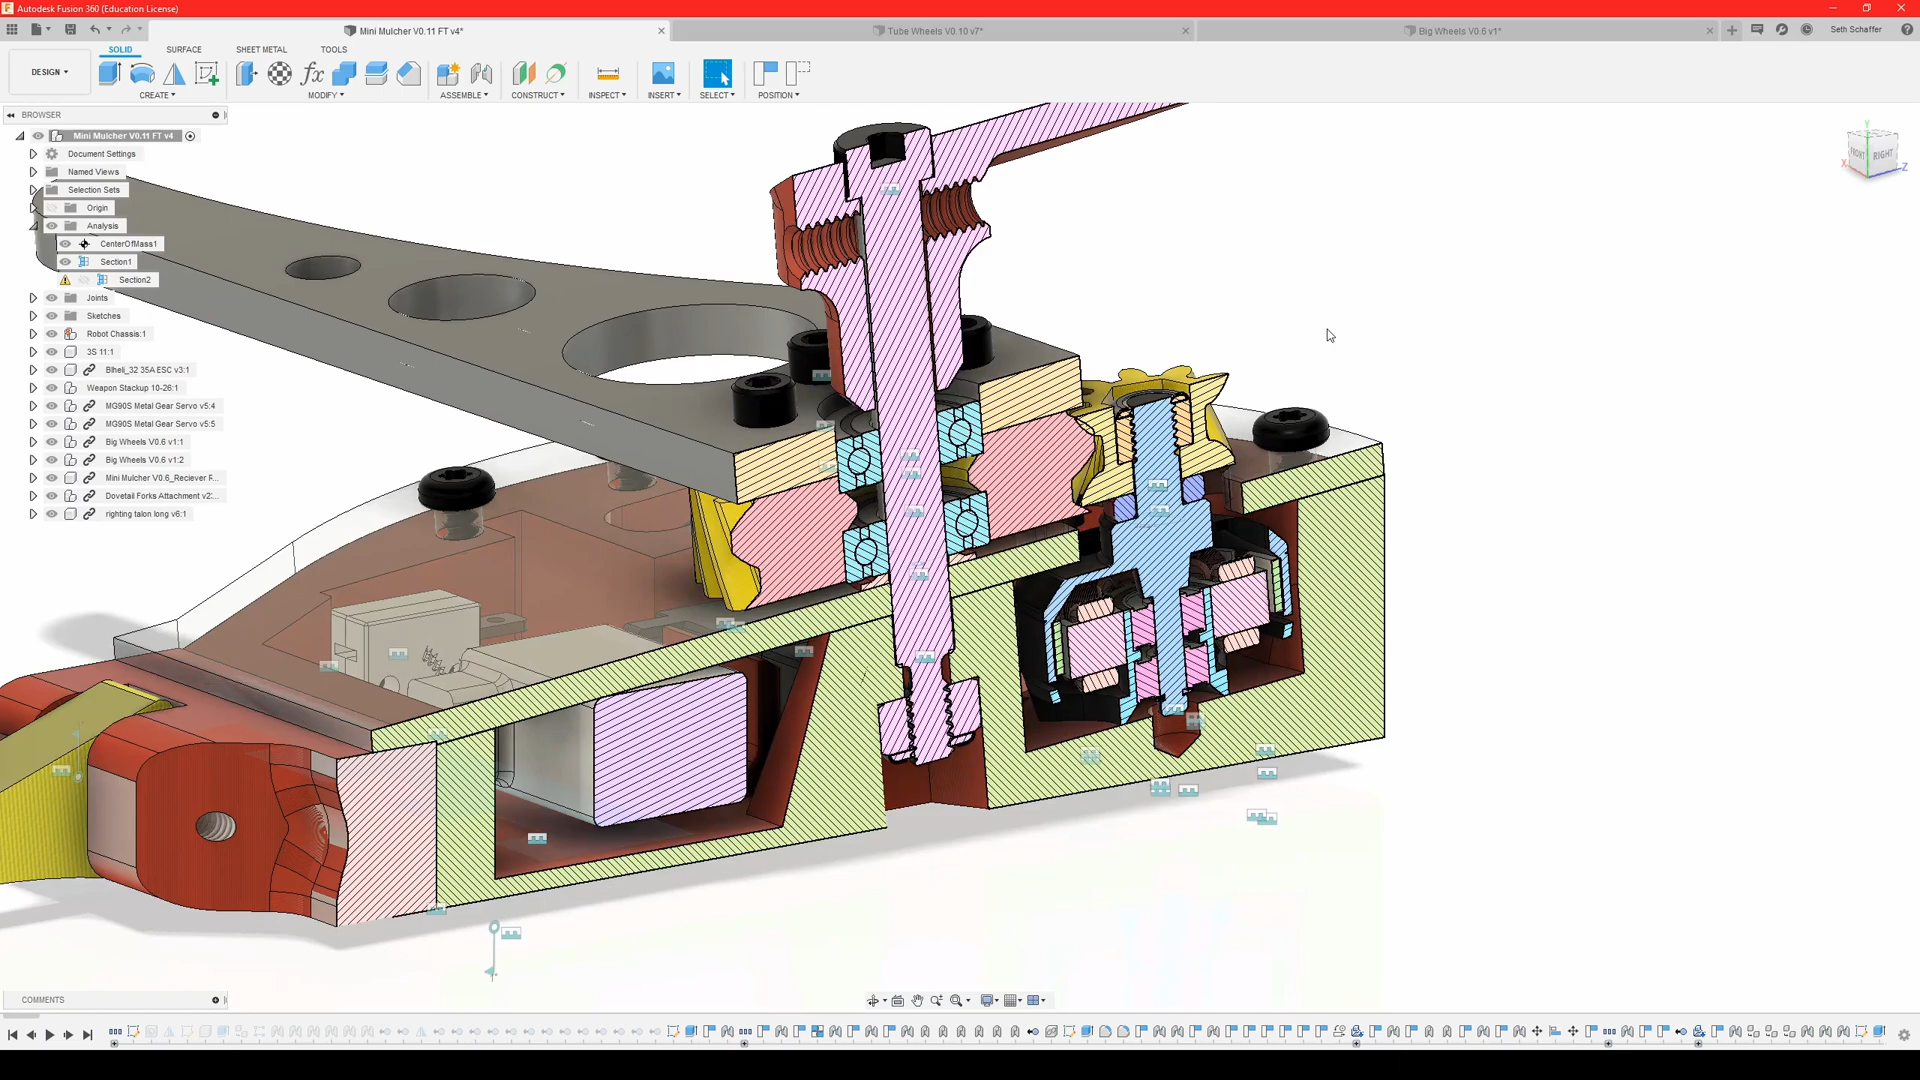 Autodesk Fusion 360 (Education License)
Mini Mulcher V0.11 FT v4*
Tube Wheels V0.10 v7*
Big Wheels V0.6 v1*
Seth Schaffer
SOLID
SURFACE
SHEET METAL
TOOLS
DESIGN
CREATE
MODIFY
ASSEMBLE
CONSTRUCT
INSPECT
INSERT
SELECT
POSITION
BROWSER
Mini Mulcher V0.11 FT v4
Document Settings
Named Views
Selection Sets
Origin
Analysis
CenterOfMass1
Section1
Section2
Joints
Sketches
Robot Chassis:1
3S 11:1
Blheli_32 35A ESC v3:1
Weapon Stackup 10-26:1
MG90S Metal Gear Servo v5:4
MG90S Metal Gear Servo v5:5
Big Wheels V0.6 v1:1
Big Wheels V0.6 v1:2
Mini Mulcher V0.6_Reciever F...
Dovetail Forks Attachment v2:...
righting talon long v6:1
Y
X
Z
FRONT
RIGHT
COMMENTS